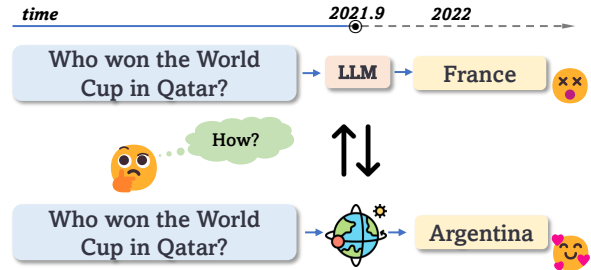 time 2021.9 2022
Who won the World
Cup in Qatar?
LLM
France
How?
Who won the World
Cup in Qatar?
Argentina